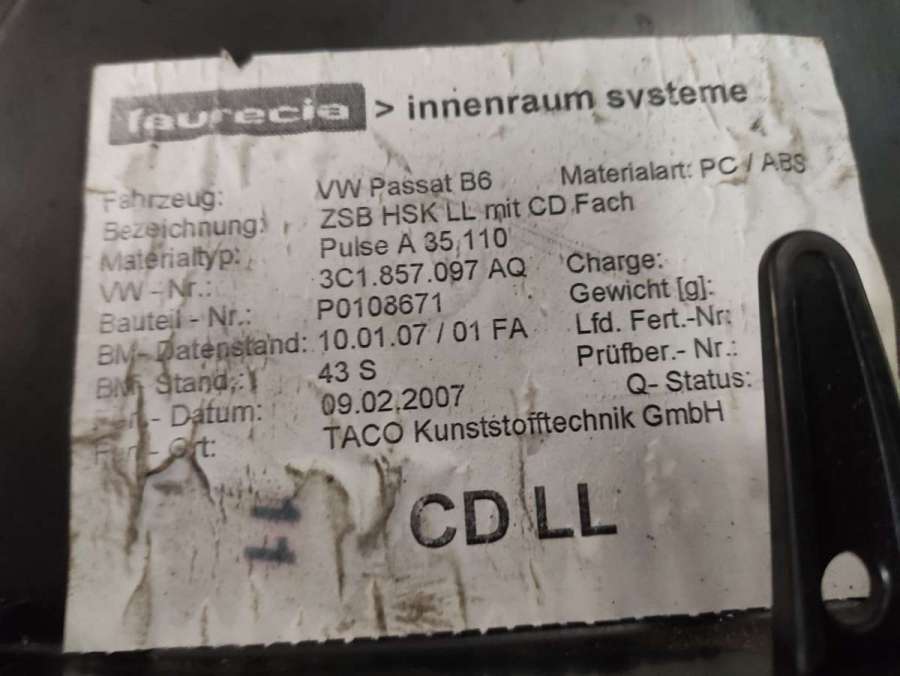 faurecia > innenraum systeme
Fahrzeug: VW Passat B6 Materialart: PC / ABS
Bezeichnung: ZSB HSK LL mit CD Fach
Materialtyp: Pulse A 35,110
VW - Nr.: 3C1.857.097 AQ Charge:
Bauteil - Nr.: P0108671 Gewicht [g]:
BM- Datenstand: 10.01.07 / 01 FA Lfd. Fert.-Nr:
BM- Stand: 43 S Prüfber.- Nr.:
- Datum: 09.02.2007 Q- Status:
Ort: TACO Kunststofftechnik GmbH
CD LL
11